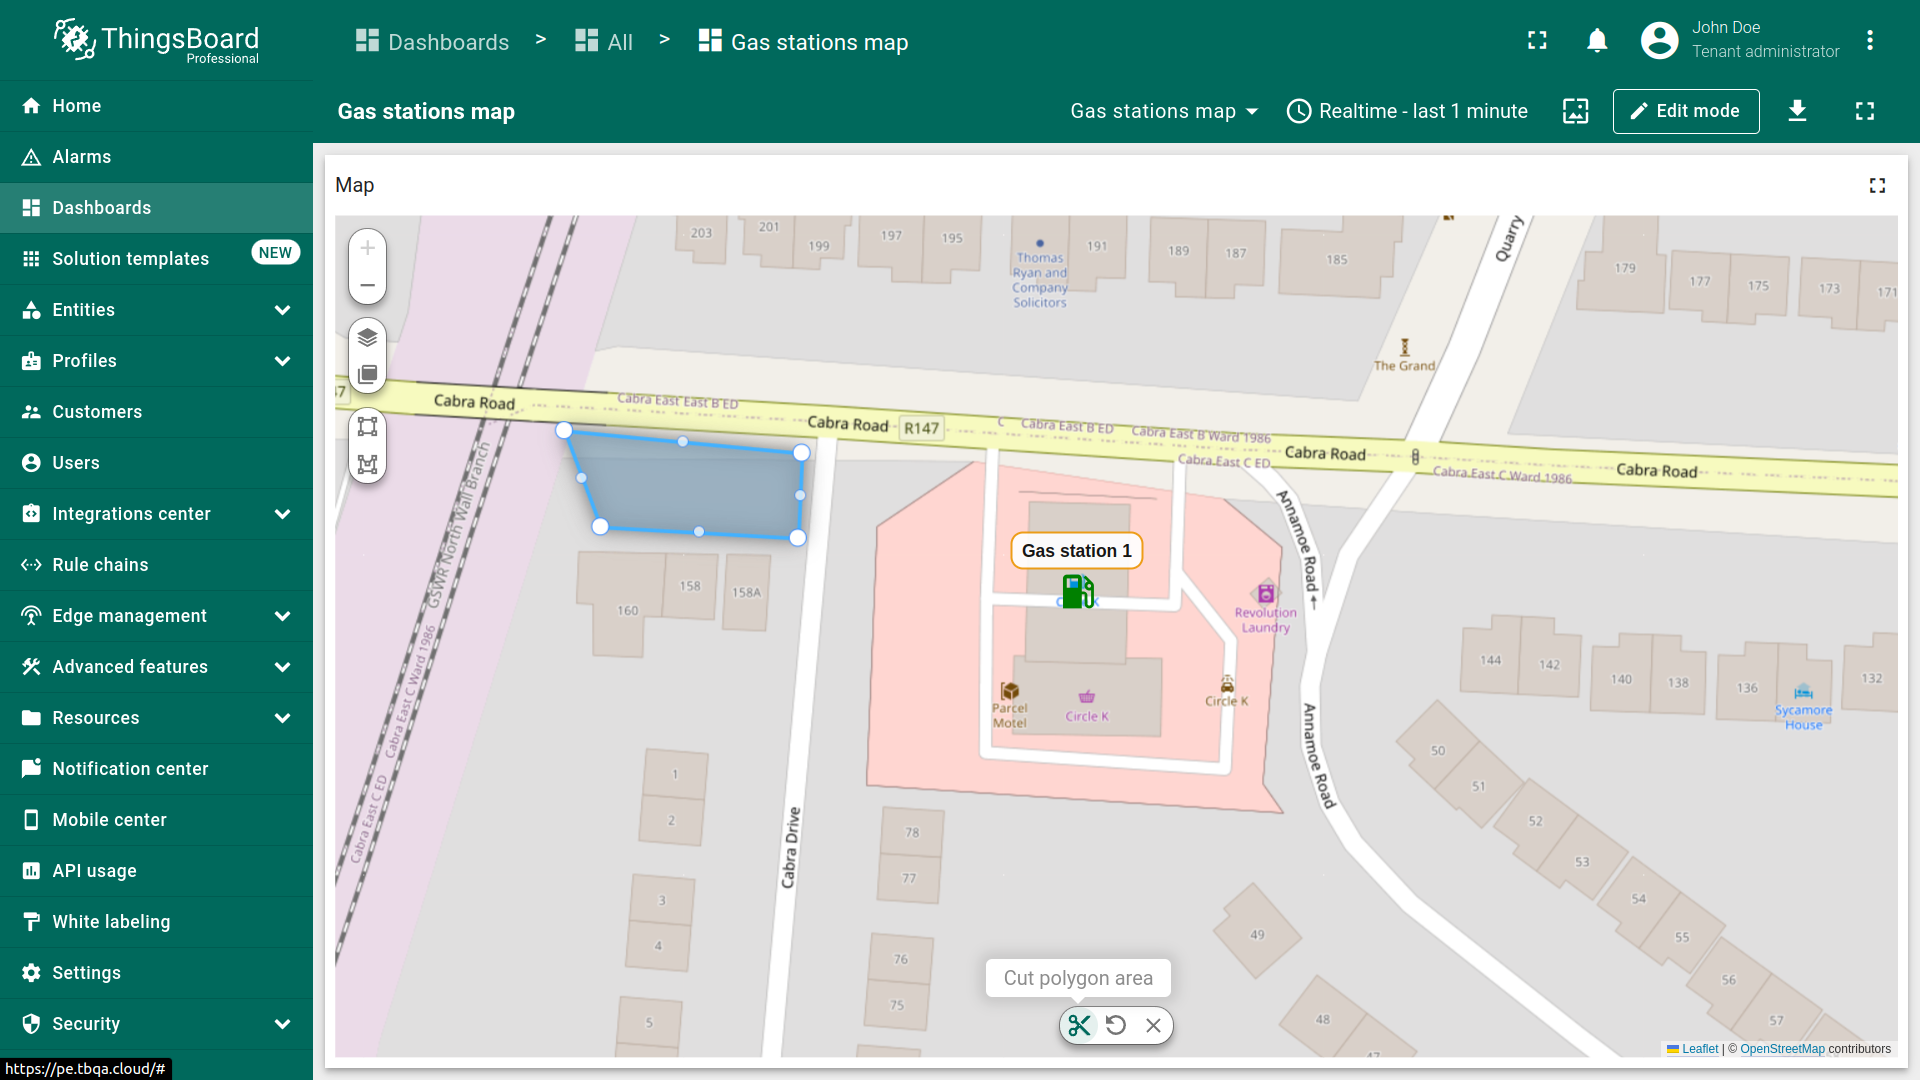 ThingsBoard
Professional
Dashboards > All > Gas stations map
John Doe
Tenant administrator
Home
Alarms
Dashboards
Solution templates NEW
Entities
Profiles
Customers
Users
Integrations center
Rule chains
Edge management
Advanced features
Resources
Notification center
Mobile center
API usage
White labeling
Settings
Security
https://pe.tbqa.cloud/#
Gas stations map
Gas stations map
Realtime - last 1 minute
Edit mode
Map
203
201
199
197
195
Thomas
Ryan and
Company
Solicitors
191
189
187
185
Quarry
179
177
175
173
171
The Grand
Cabra Road
Cabra East East B ED
Cabra Road
R147
C
Cabra East B ED
Cabra East B Ward 1986
Cabra East C ED
Cabra Road
Cabra East C Ward 1986
Cabra Road
GSWR North Wall Branch
Cabra East C Ward 1986
Cabra East C ED
160
158
158A
Gas station 1
Annamoe Road
Revolution
Laundry
Parcel
Motel
Circle K
Circle K
Annamoe Road
144
142
140
138
136
132
Sycamore
House
1
2
3
4
5
Cabra Drive
78
77
76
75
50
51
52
53
54
55
56
57
49
48
47
Cut polygon area
Leaflet | © OpenStreetMap contributors